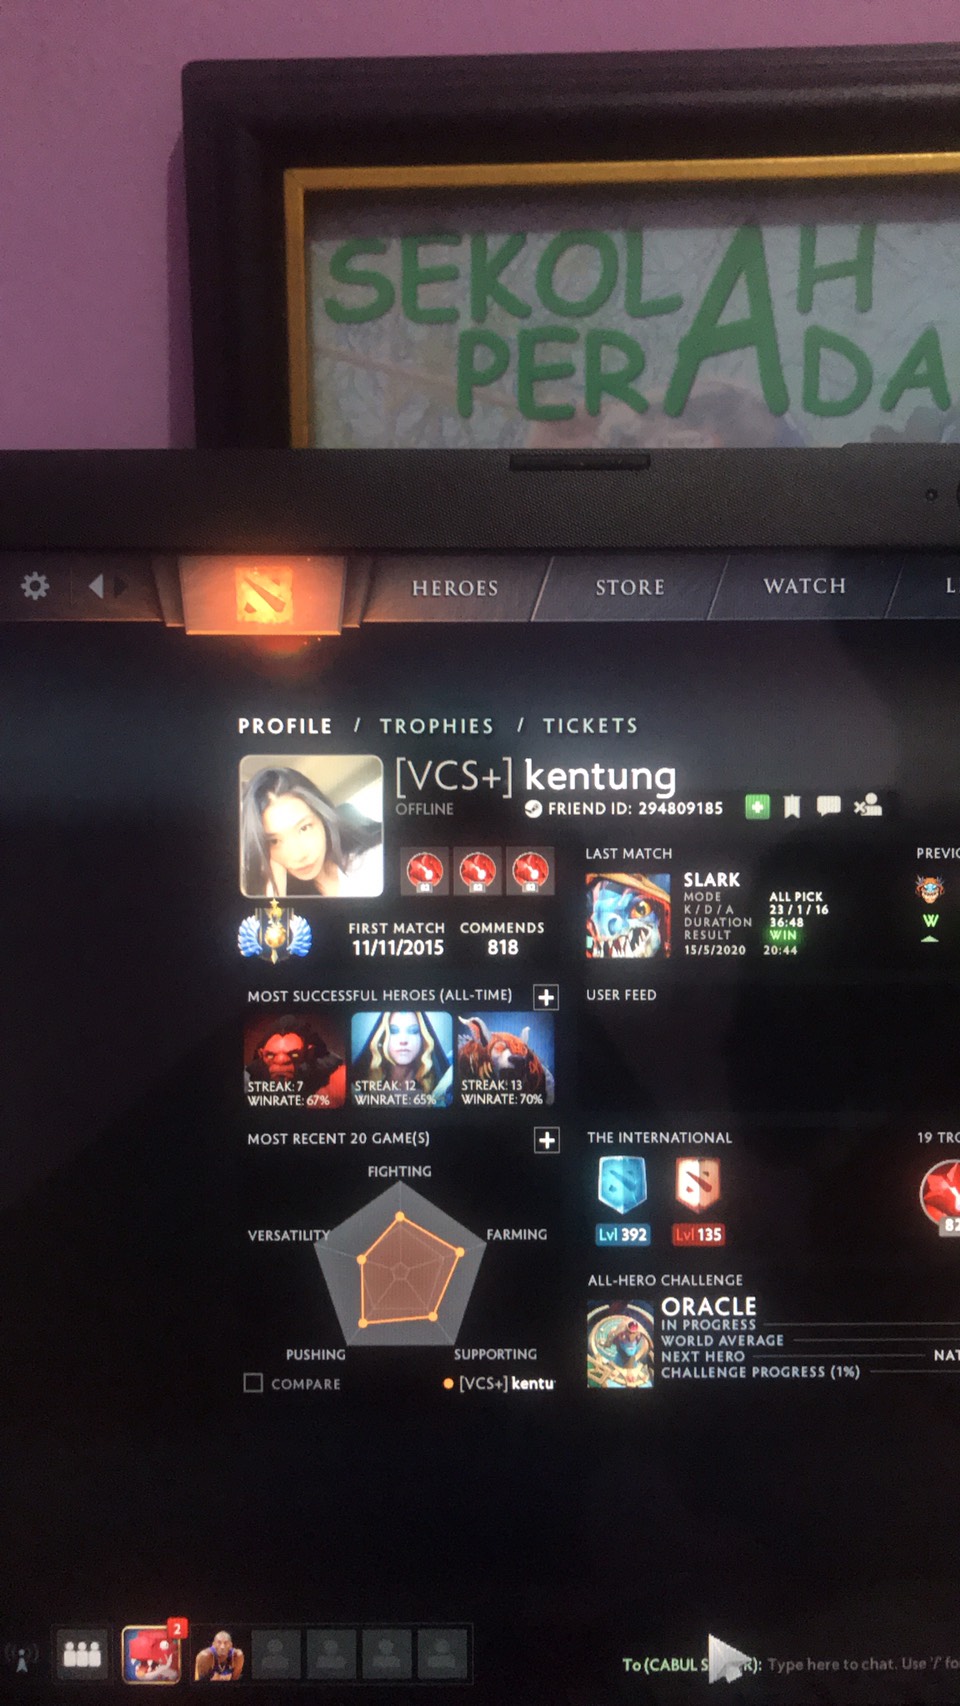 SEKOLAH
PERADA
HEROES
STORE
WATCH
L
PROFILE / TROPHIES / TICKETS
[VCS+] kentung
OFFLINE
FRIEND ID: 294809185
FIRST MATCH
11/11/2015
COMMENDS
818
LAST MATCH
SLARK
MODE ALL PICK
K / D / A 23 / 1 / 16
DURATION 36:48
RESULT WIN
15/5/2020 20:44
PREVIO
W
MOST SUCCESSFUL HEROES (ALL-TIME)
STREAK: 7
WINRATE: 67%
STREAK: 12
WINRATE: 65%
STREAK: 13
WINRATE: 70%
USER FEED
MOST RECENT 20 GAME(S)
FIGHTING
VERSATILITY
FARMING
PUSHING
SUPPORTING
COMPARE
[VCS+] kentu
THE INTERNATIONAL
Lvl 392
Lvl 135
19 TRO
82
ALL-HERO CHALLENGE
ORACLE
IN PROGRESS
WORLD AVERAGE
NEXT HERO NAT
CHALLENGE PROGRESS (1%)
2
To (CABUL Type here to chat. Use '/' fo